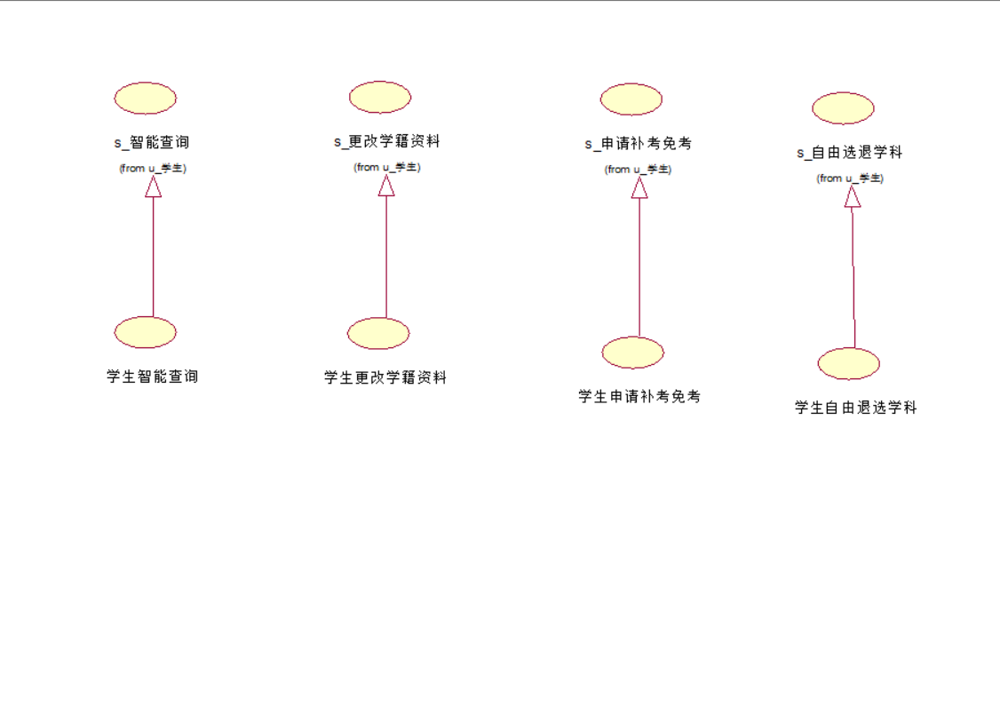 s_智能查询
(from u_学生)
s_更改学籍资料
(from u_学生)
s_申请补考免考
(from u_学生)
s_自由选退学科
(from u_学生)
学生智能查询
学生更改学籍资料
学生申请补考免考
学生自由退选学科